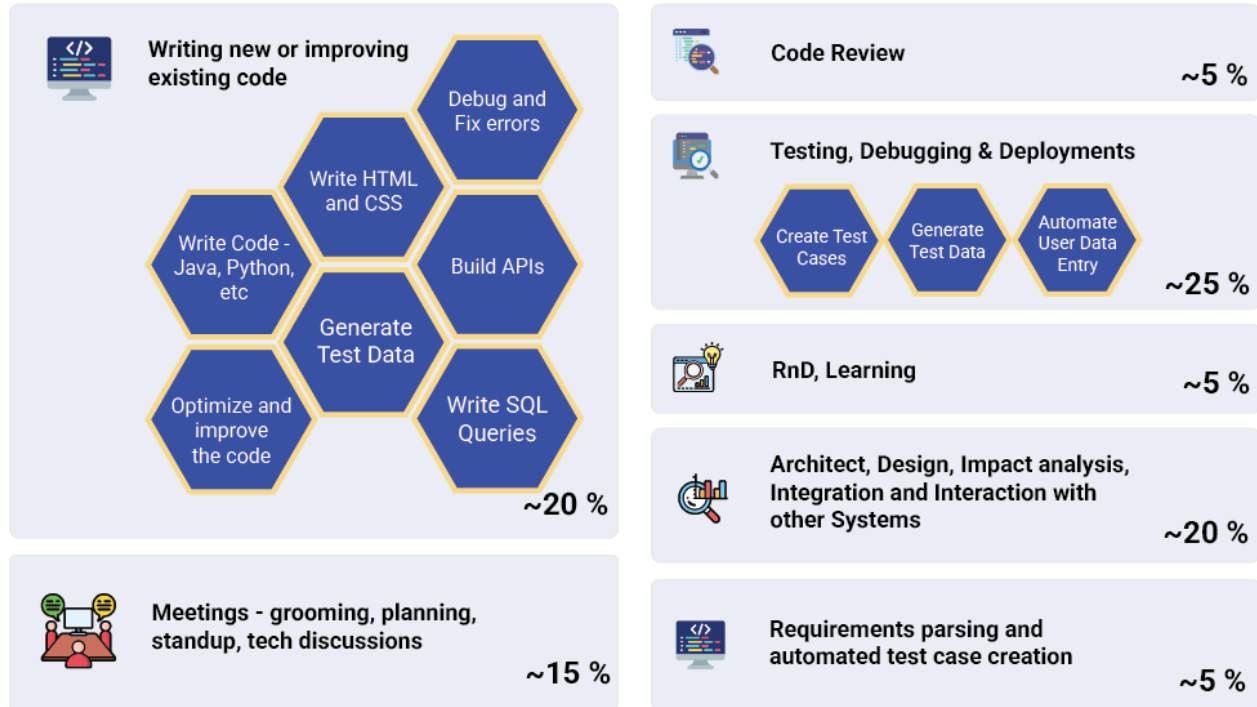 Writing new or improving
existing code
Debug and
Fix errors
Write HTML
and CSS
Write Code -
Java, Python,
etc
Build APIs
Generate
Test Data
Optimize and
improve
the code
Write SQL
Queries
~20 %
Meetings - grooming, planning,
standup, tech discussions
~15 %
Code Review
~5 %
Testing, Debugging & Deployments
Create Test
Cases
Generate
Test Data
Automate
User Data
Entry
~25 %
RnD, Learning
~5 %
Architect, Design, Impact analysis,
Integration and Interaction with
other Systems
~20 %
Requirements parsing and
automated test case creation
~5 %